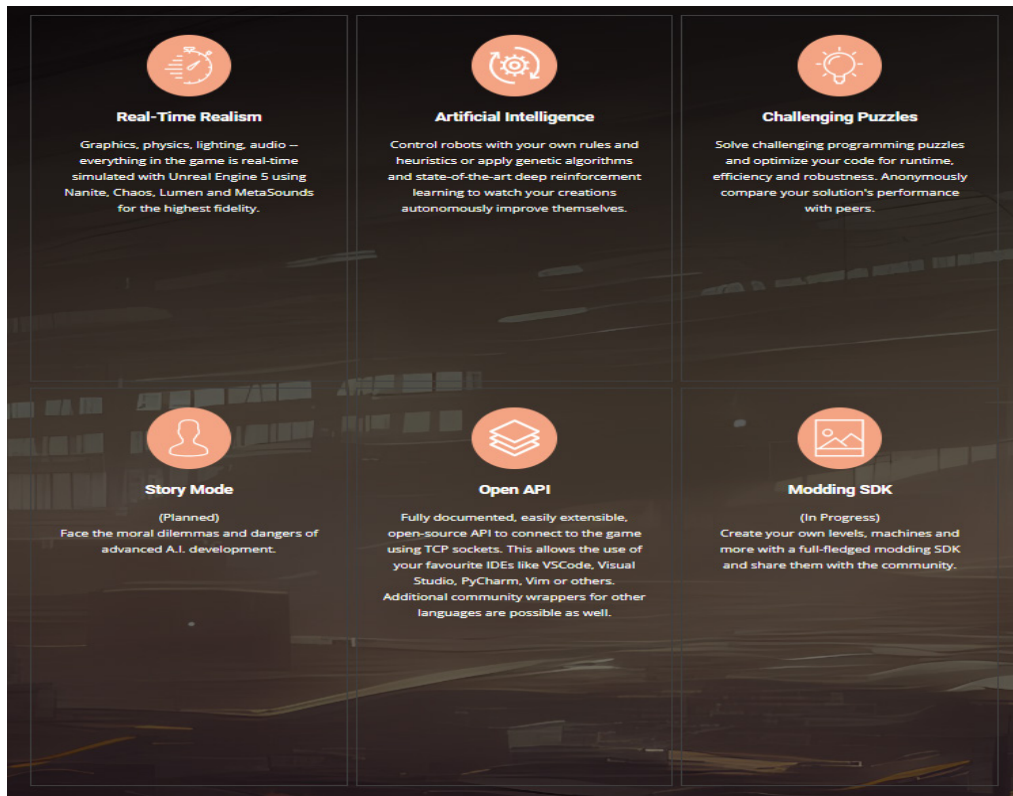 Real-Time Realism
Graphics, physics, lighting, audio –
everything in the game is real-time
simulated with Unreal Engine 5 using
Nanite, Chaos, Lumen and MetaSounds
for the highest fidelity.
Artificial Intelligence
Control robots with your own rules and
heuristics or apply genetic algorithms
and state-of-the-art deep reinforcement
learning to watch your creations
autonomously improve themselves.
Challenging Puzzles
Solve challenging programming puzzles
and optimize your code for runtime,
efficiency and robustness. Anonymously
compare your solution's performance
with peers.
Story Mode
(Planned)
Face the moral dilemmas and dangers of
advanced A.I. development.
Open API
Fully documented, easily extensible,
open-source API to connect to the game
using TCP sockets. This allows the use of
your favourite IDEs like VSCode, Visual
Studio, PyCharm, Vim or others.
Additional community wrappers for other
languages are possible as well.
Modding SDK
(In Progress)
Create your own levels, machines and
more with a full-fledged modding SDK
and share them with the community.